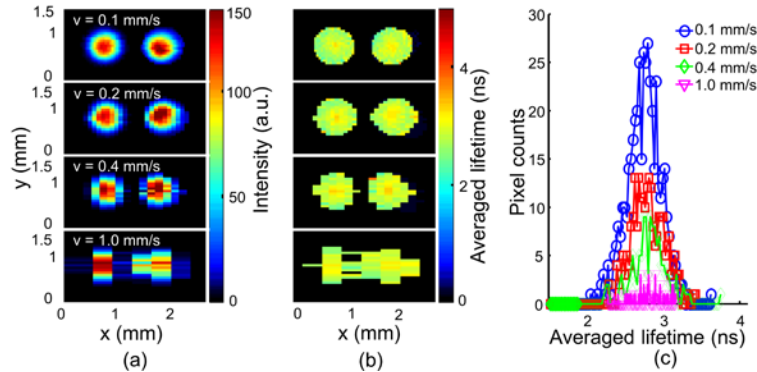 1.5
v = 0.1 mm/s
1
0
1.5
v = 0.2 mm/s
1
0
1.5
v = 0.4 mm/s
1
0
1.5
v = 1.0 mm/s
1
0
y (mm)
0 1 2
x (mm)
(a)
150
100
50
0
Intensity (a.u.)
0 1 2
x (mm)
(b)
4
2
0
Averaged lifetime (ns)
30
25
20
15
10
5
0
Pixel counts
0.1 mm/s
0.2 mm/s
0.4 mm/s
1.0 mm/s
2 3 4
Averaged lifetime (ns)
(c)